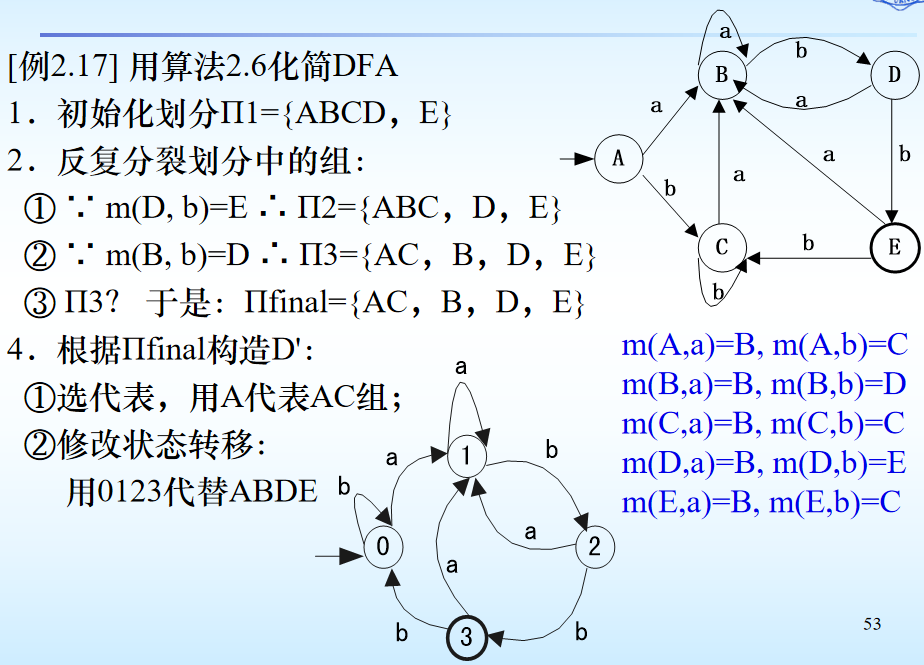 [例2.17] 用算法2.6化简DFA
1．初始化划分Π1={ABCD，E}
2．反复分裂划分中的组：
① ∵ m(D, b)=E ∴ Π2={ABC，D，E}
② ∵ m(B, b)=D ∴ Π3={AC，B，D，E}
③ Π3？ 于是：Πfinal={AC，B，D，E}
4．根据Πfinal构造D'：
①选代表，用A代表AC组；
②修改状态转移：
用0123代替ABDE
a
B
b
D
a
a
A
b
a
a
b
C
b
E
b
m(A,a)=B, m(A,b)=C
m(B,a)=B, m(B,b)=D
m(C,a)=B, m(C,b)=C
m(D,a)=B, m(D,b)=E
m(E,a)=B, m(E,b)=C
a
a
1
b
b
0
a
2
a
b
3
b
53